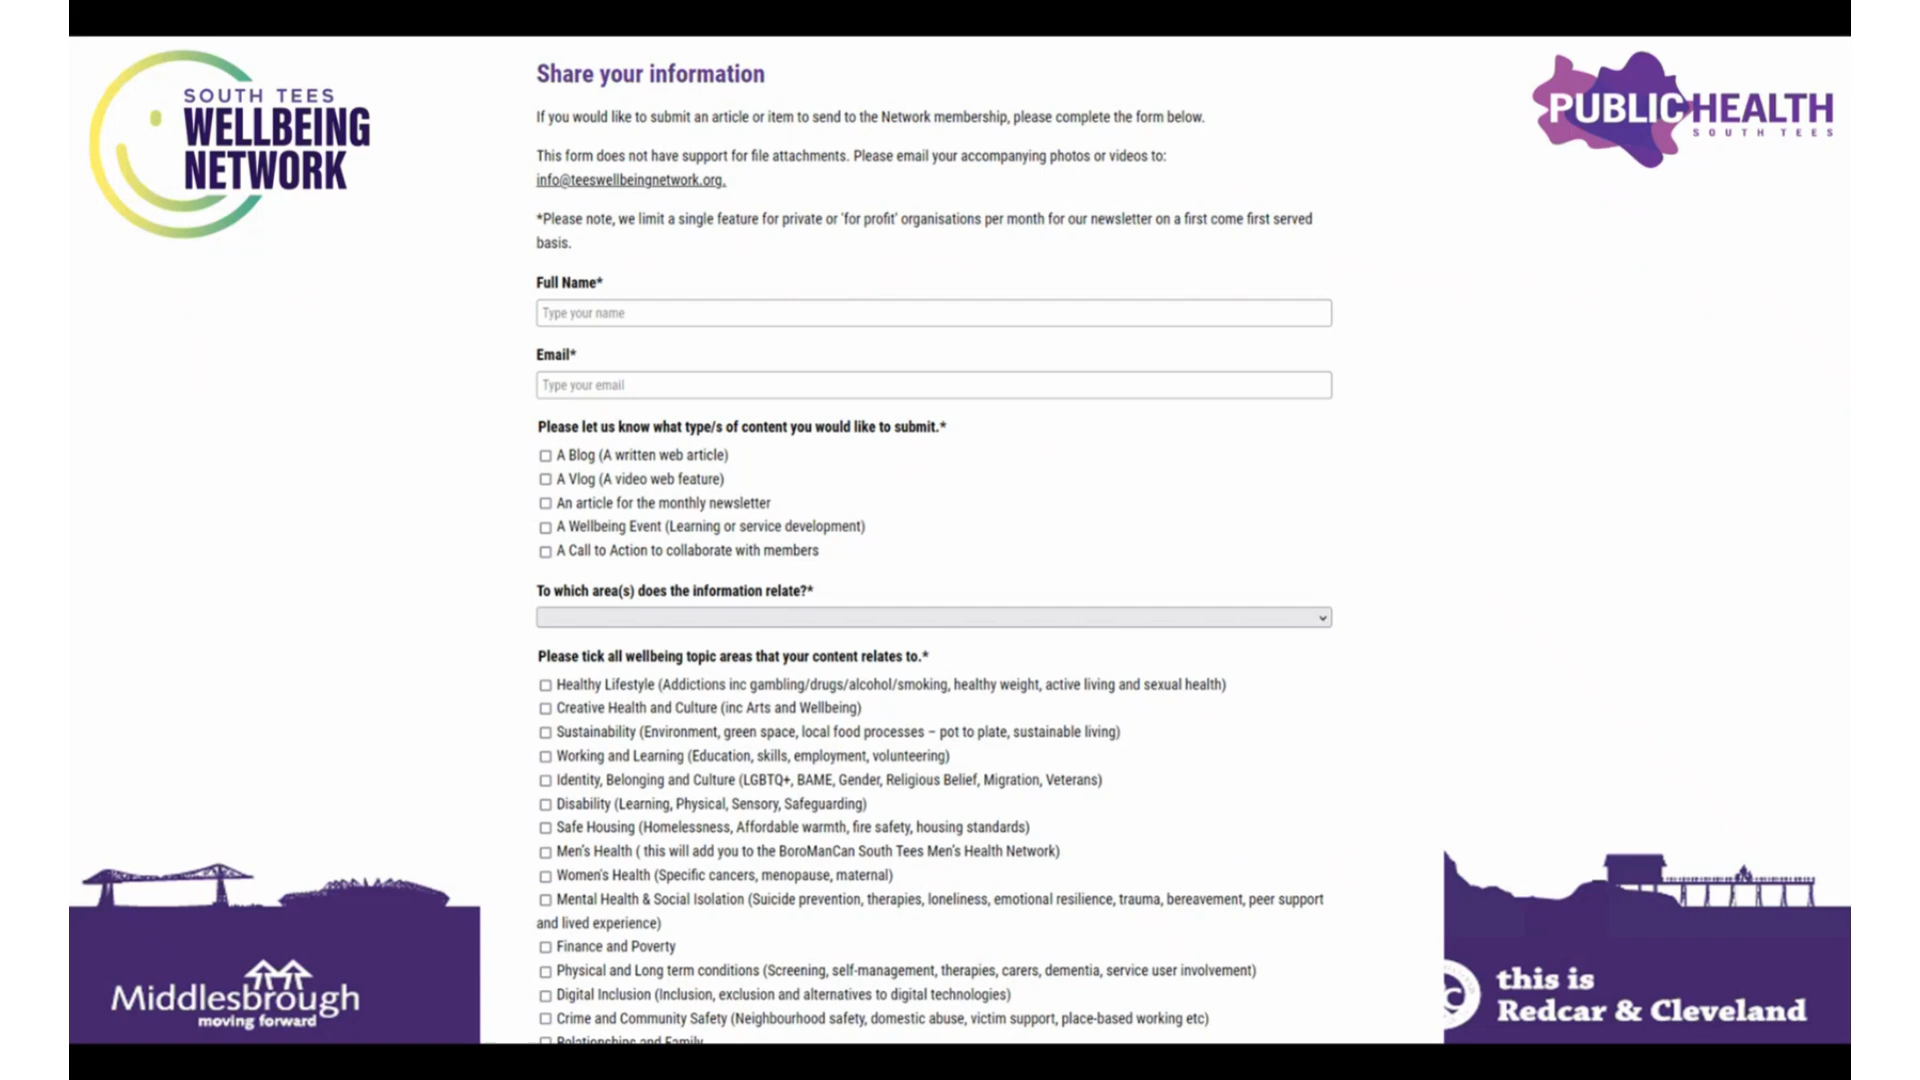 SOUTH TEES
WELLBEING
NETWORK
PUBLIC HEALTH
SOUTH TEES
Share your information
If you would like to submit an article or item to send to the Network membership, please complete the form below.
This form does not have support for file attachments. Please email your accompanying photos or videos to:
info@teeswellbeingnetwork.org.
*Please note, we limit a single feature for private or 'for profit' organisations per month for our newsletter on a first come first served
basis.
Full Name*
Type your name
Email*
Type your email
Please let us know what type/s of content you would like to submit.*
A Blog (A written web article)
A Vlog (A video web feature)
An article for the monthly newsletter
A Wellbeing Event (Learning or service development)
A Call to Action to collaborate with members
To which area(s) does the information relate?*
Please tick all wellbeing topic areas that your content relates to.*
Healthy Lifestyle (Addictions inc gambling/drugs/alcohol/smoking, healthy weight, active living and sexual health)
Creative Health and Culture (inc Arts and Wellbeing)
Sustainability (Environment, green space, local food processes – pot to plate, sustainable living)
Working and Learning (Education, skills, employment, volunteering)
Identity, Belonging and Culture (LGBTQ+, BAME, Gender, Religious Belief, Migration, Veterans)
Disability (Learning, Physical, Sensory, Safeguarding)
Safe Housing (Homelessness, Affordable warmth, fire safety, housing standards)
Men's Health ( this will add you to the BoroManCan South Tees Men's Health Network)
Women's Health (Specific cancers, menopause, maternal)
Mental Health & Social Isolation (Suicide prevention, therapies, loneliness, emotional resilience, trauma, bereavement, peer support
and lived experience)
Finance and Poverty
Physical and Long term conditions (Screening, self-management, therapies, carers, dementia, service user involvement)
Digital Inclusion (Inclusion, exclusion and alternatives to digital technologies)
Crime and Community Safety (Neighbourhood safety, domestic abuse, victim support, place-based working etc)
Relationships and Family
Middlesbrough
moving forward
this is
Redcar & Cleveland